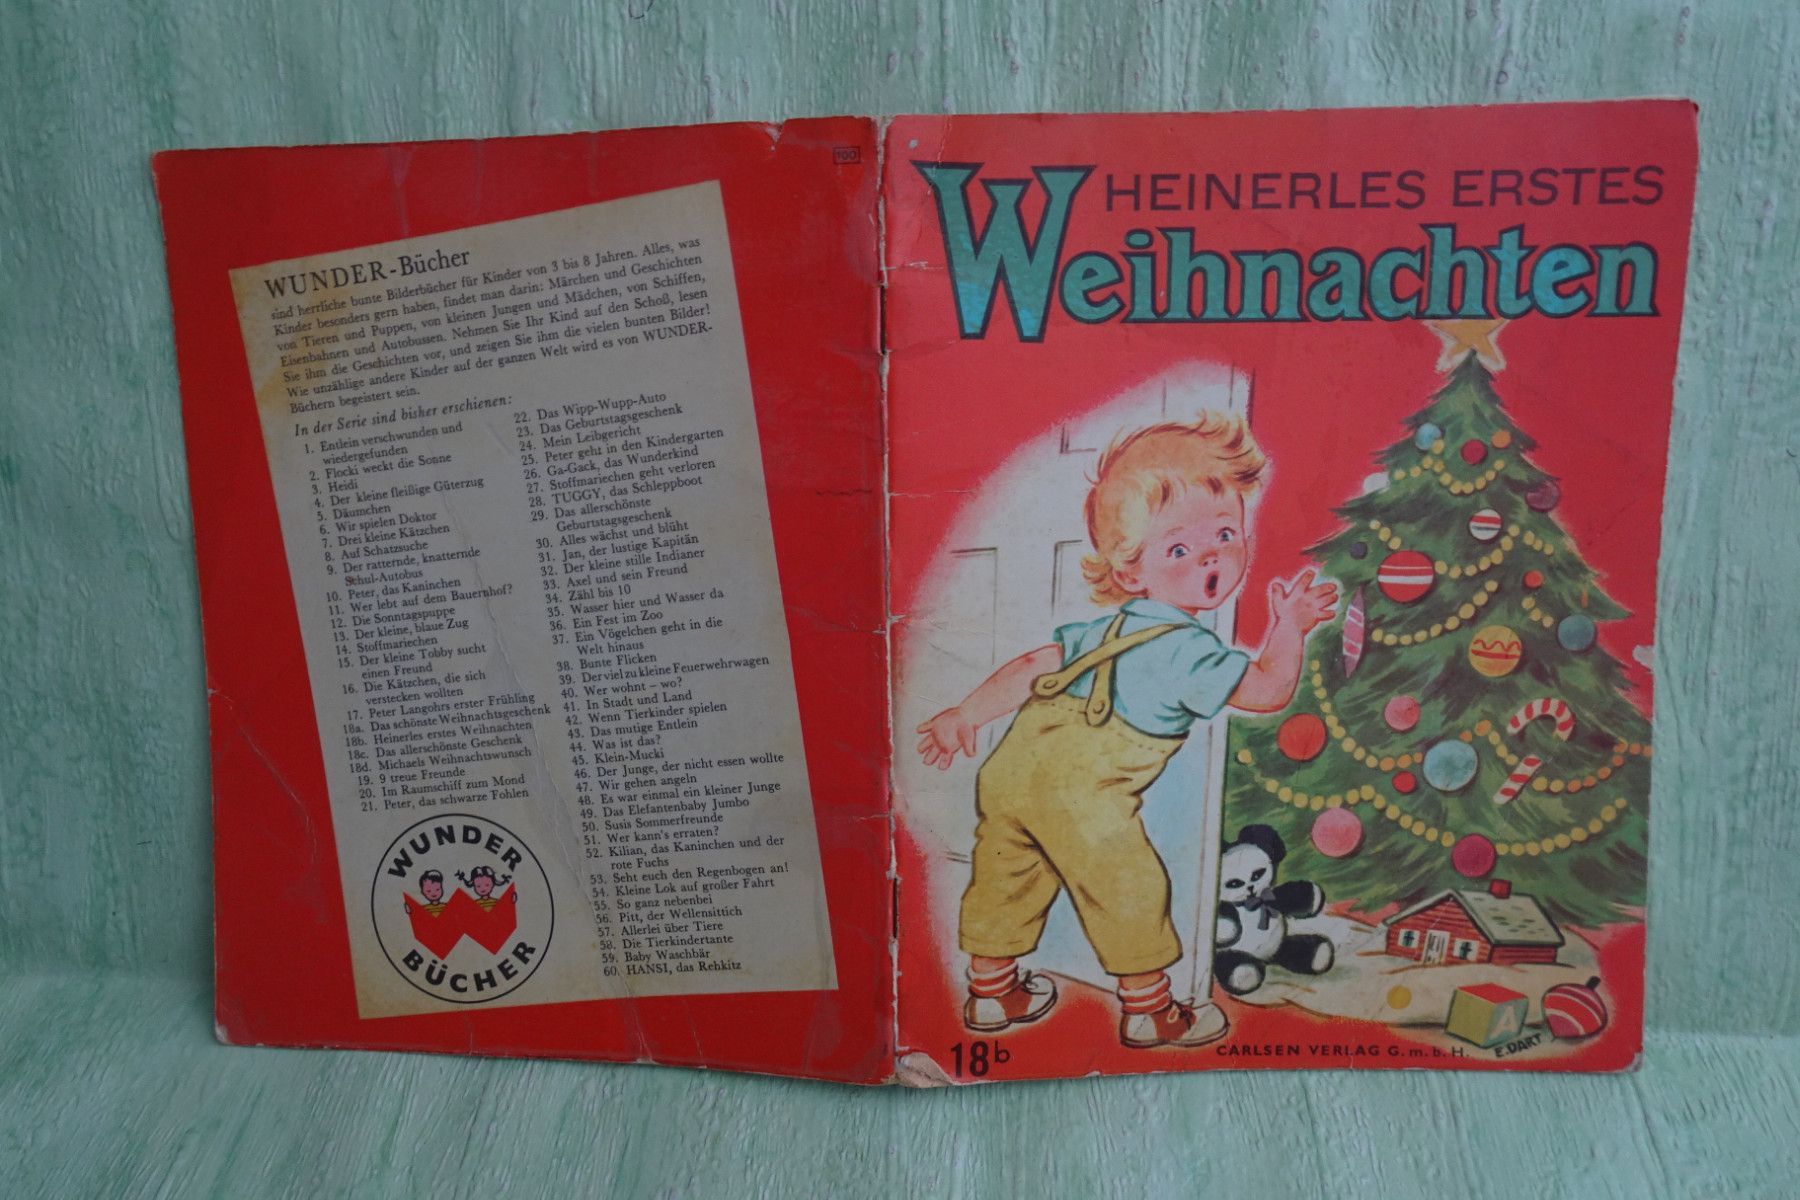 100
WUNDER-Bücher
sind herrliche bunte Bilderbücher für Kinder von 3 bis 8 Jahren. Alles, was
Kinder besonders gern haben, findet man darin: Märchen und Geschichten
von Tieren und Puppen, von kleinen Jungen und Mädchen, von Schiffen,
Eisenbahnen und Autobussen. Nehmen Sie Ihr Kind auf den Schoß, lesen
Sie ihm die Geschichten vor, und zeigen Sie ihm die vielen bunten Bilder!
Wie unzählige andere Kinder auf der ganzen Welt wird es von WUNDER-
Büchern begeistert sein.
In der Serie sind bisher erschienen:
1. Entlein verschwunden und
wiedergefunden
2. Flocki weckt die Sonne
3. Heidi
4. Der kleine fleißige Güterzug
5. Däumchen
6. Wir spielen Doktor
7. Drei kleine Kätzchen
8. Auf Schatzsuche
9. Der ratternde, knatternde
Schul-Autobus
10. Peter, das Kaninchen
11. Wer lebt auf dem Bauernhof?
12. Die Sonntagspuppe
13. Der kleine, blaue Zug
14. Stoffmariechen
15. Der kleine Tobby sucht
einen Freund
16. Die Kätzchen, die sich
verstecken wollten
17. Peter Langohrs erster Frühling
18a. Das schönste Weihnachtsgeschenk
18b. Heinerles erstes Weihnachten
18c. Das allerschönste Geschenk
18d. Michaels Weihnachtswunsch
19. 9 treue Freunde
20. Im Raumschiff zum Mond
21. Peter, das schwarze Fohlen
22. Das Wipp-Wupp-Auto
23. Das Geburtstagsgeschenk
24. Mein Leibgericht
25. Peter geht in den Kindergarten
26. Ga-Gack, das Wunderkind
27. Stoffmariechen geht verloren
28. TUGGY, das Schleppboot
29. Das allerschönste
Geburtstagsgeschenk
30. Alles wächst und blüht
31. Jan, der lustige Kapitän
32. Der kleine stille Indianer
33. Axel und sein Freund
34. Zähl bis 10
35. Wasser hier und Wasser da
36. Ein Fest im Zoo
37. Ein Vögelchen geht in die
Welt hinaus
38. Bunte Flicken
39. Der viel zu kleine Feuerwehrwagen
40. Wer wohnt – wo?
41. In Stadt und Land
42. Wenn Tierkinder spielen
43. Das mutige Entlein
44. Was ist das?
45. Klein-Mucki
46. Der Junge, der nicht essen wollte
47. Wir gehen angeln
48. Es war einmal ein kleiner Junge
49. Das Elefantenbaby Jumbo
50. Susis Sommerfreunde
51. Wer kann's erraten?
52. Kilian, das Kaninchen und der
rote Fuchs
53. Seht euch den Regenbogen an!
54. Kleine Lok auf großer Fahrt
55. So ganz nebenbei
56. Pitt, der Wellensittich
57. Allerlei über Tiere
58. Die Tierkindertante
59. Baby Waschbär
60. HANSI, das Rehkitz
WUNDER
BÜCHER
HEINERLES ERSTES
Weihnachten
A
E. DART
18b
CARLSEN VERLAG G.m.b.H.